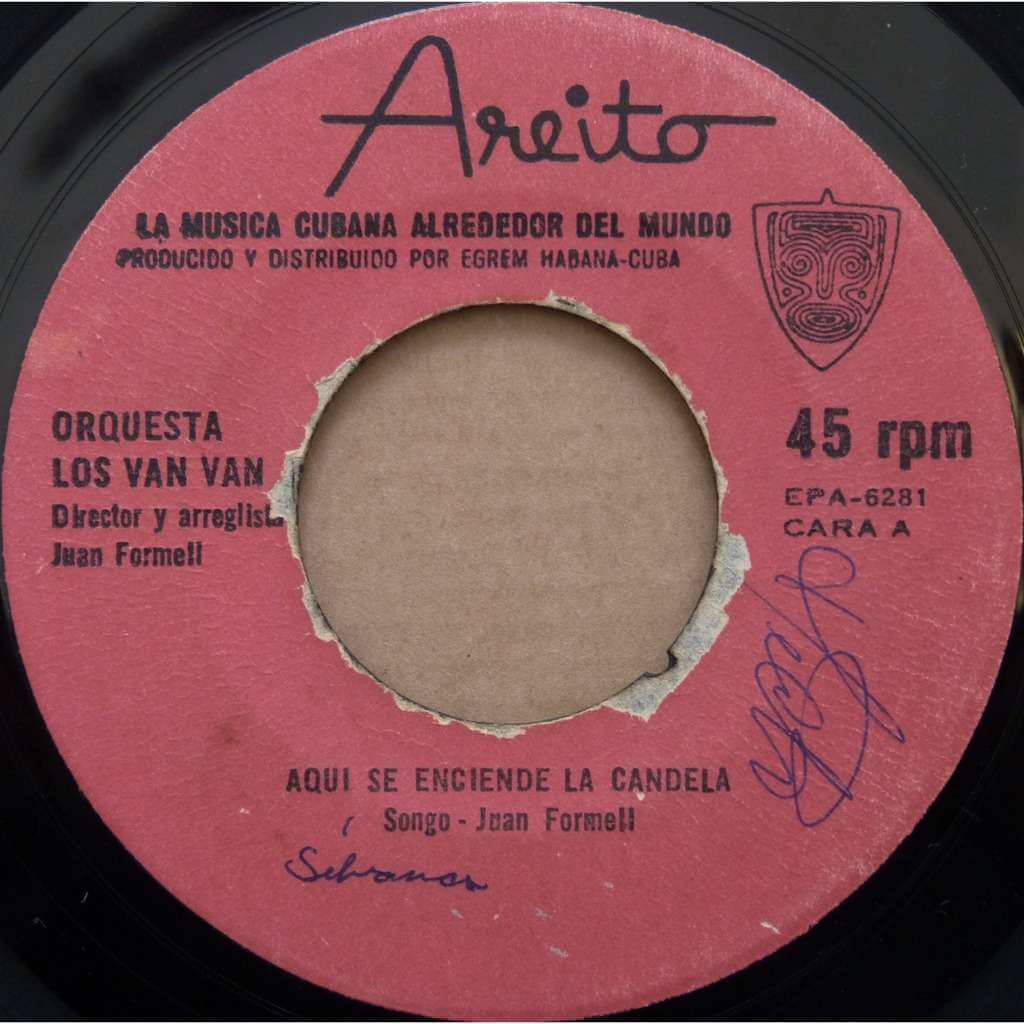 Areito
LA MUSICA CUBANA ALREDEDOR DEL MUNDO
PRODUCIDO Y DISTRIBUIDO POR EGREM HABANA-CUBA
ORQUESTA
LOS VAN VAN
Director y arreglista
Juan Formell
45 rpm
EPA-6281
CARA A
AQUI SE ENCIENDE LA CANDELA
Songo - Juan Formell